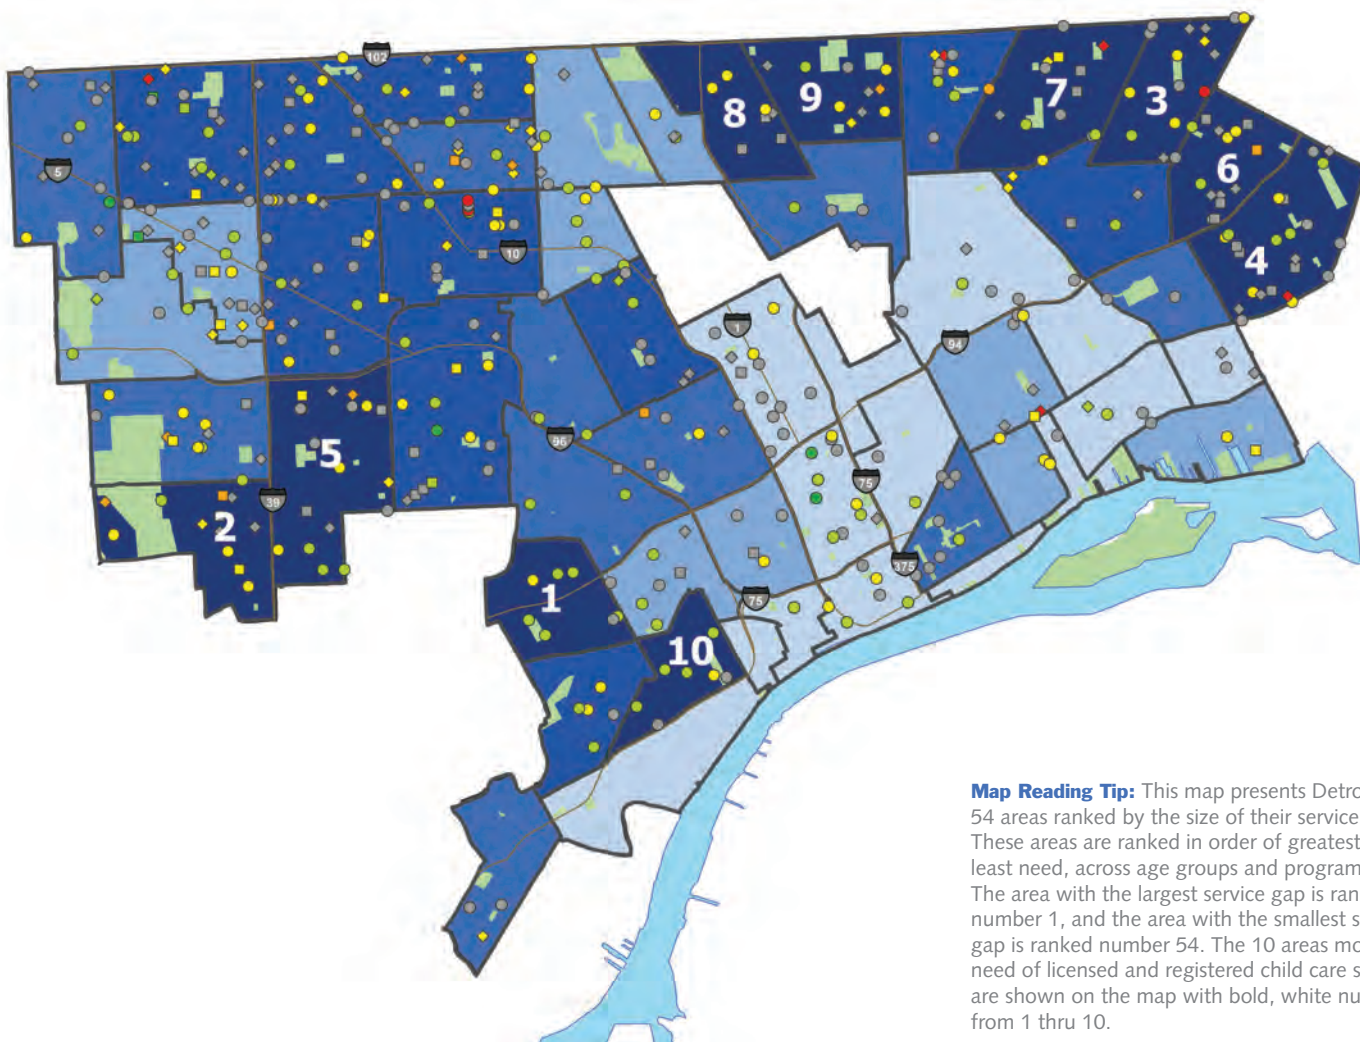 102
9
7
8
3
5
6
10
4
1
94
5
96
75
39
2
375
1
75
10
Map Reading Tip: This map presents Detro
54 areas ranked by the size of their service
These areas are ranked in order of greatest
least need, across age groups and program
The area with the largest service gap is ran
number 1, and the area with the smallest s
gap is ranked number 54. The 10 areas mo
need of licensed and registered child care s
are shown on the map with bold, white nu
from 1 thru 10.